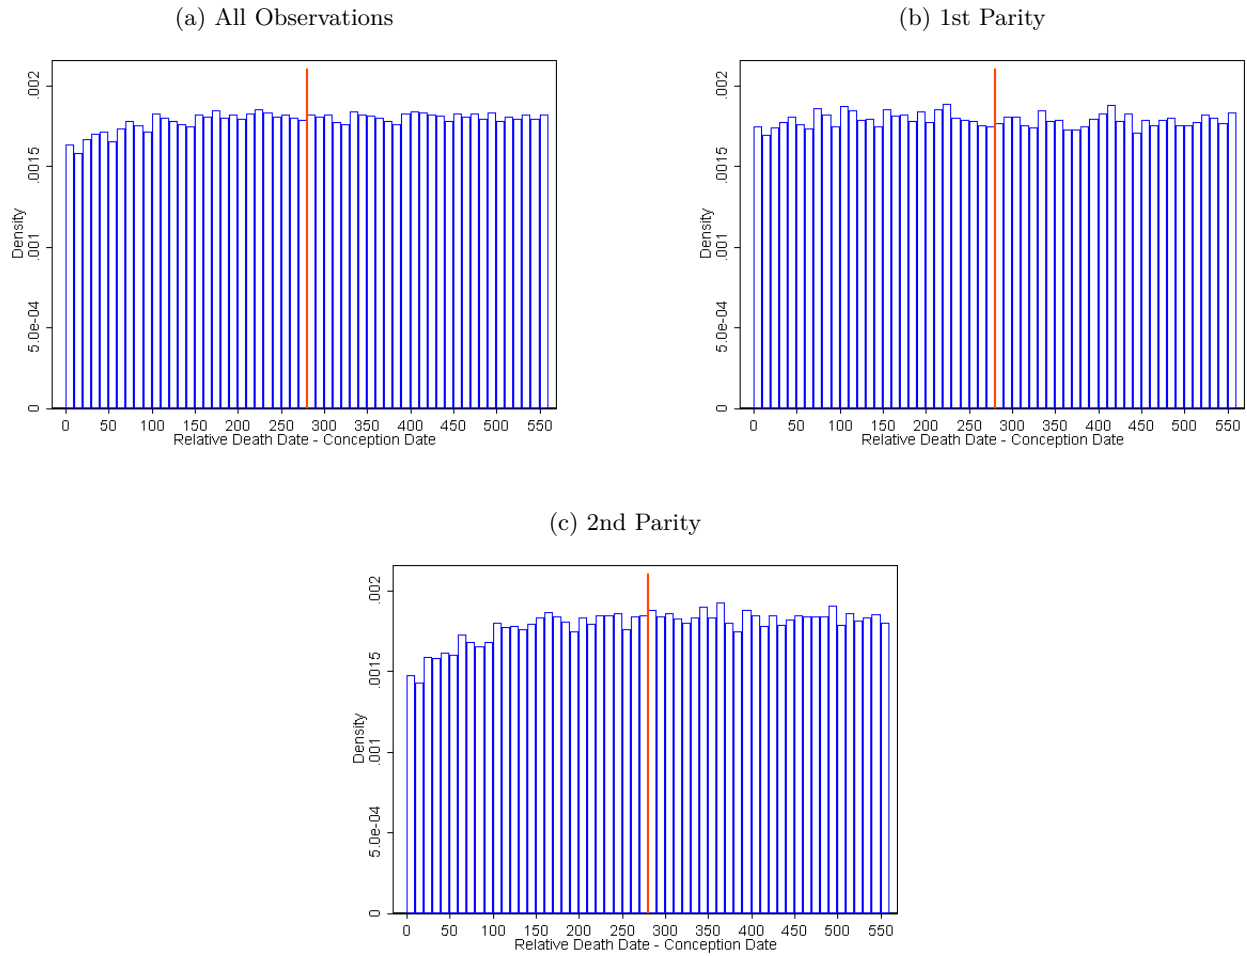 (a) All Observations
Density
0
5.0e-04
.001
.0015
.002
0 50 100 150 200 250 300 350 400 450 500 550
Relative Death Date - Conception Date
(b) 1st Parity
Density
0
5.0e-04
.001
.0015
.002
0 50 100 150 200 250 300 350 400 450 500 550
Relative Death Date - Conception Date
(c) 2nd Parity
Density
0
5.0e-04
.001
.0015
.002
0 50 100 150 200 250 300 350 400 450 500 550
Relative Death Date - Conception Date